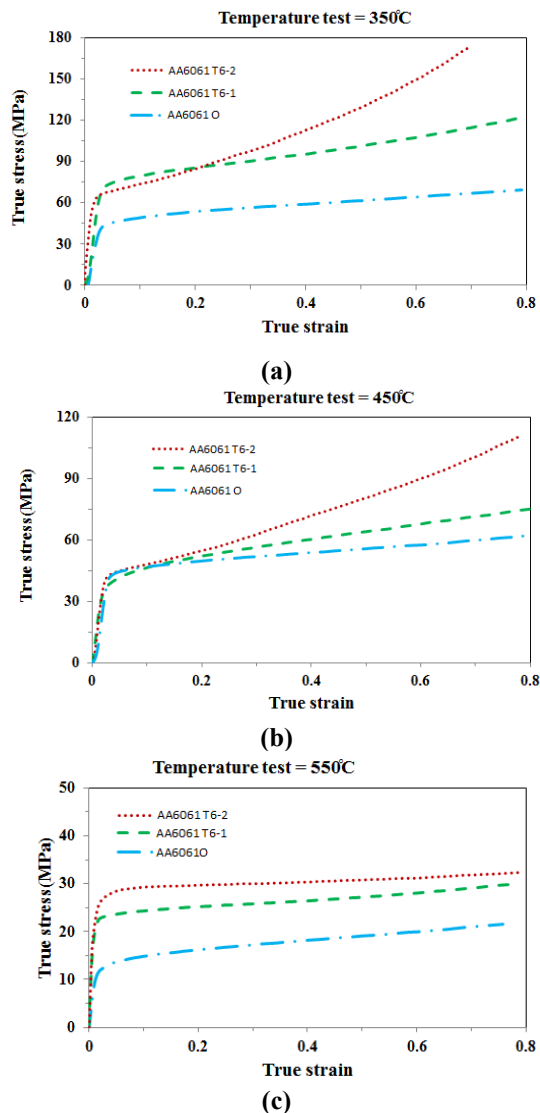 Temperature test = 350℃
True stress(MPa)
180
150
120
90
60
30
0
AA6061 T6-2
AA6061 T6-1
AA6061 O
0 0.2 0.4 0.6 0.8
True strain
(a)
Temperature test = 450℃
True stress(MPa)
120
90
60
30
0
AA6061 T6-2
AA6061 T6-1
AA6061 O
0 0.2 0.4 0.6 0.8
True strain
(b)
Temperature test = 550℃
True stress(MPa)
50
40
30
20
10
0
AA6061 T6-2
AA6061 T6-1
AA6061O
0 0.2 0.4 0.6 0.8
True strain
(c)